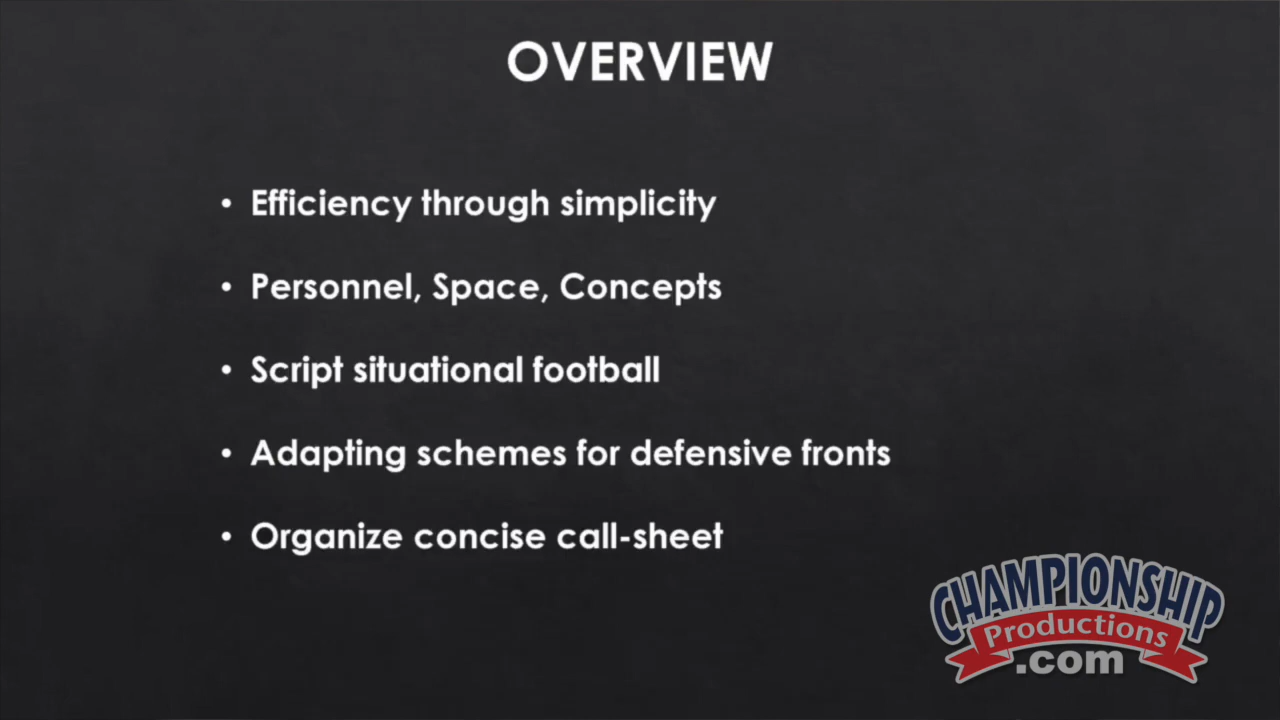 OVERVIEW
• Efficiency through simplicity
• Personnel, Space, Concepts
• Script situational football
• Adapting schemes for defensive fronts
• Organize concise call-sheet
CHAMPIONSHIP
Productions
.com